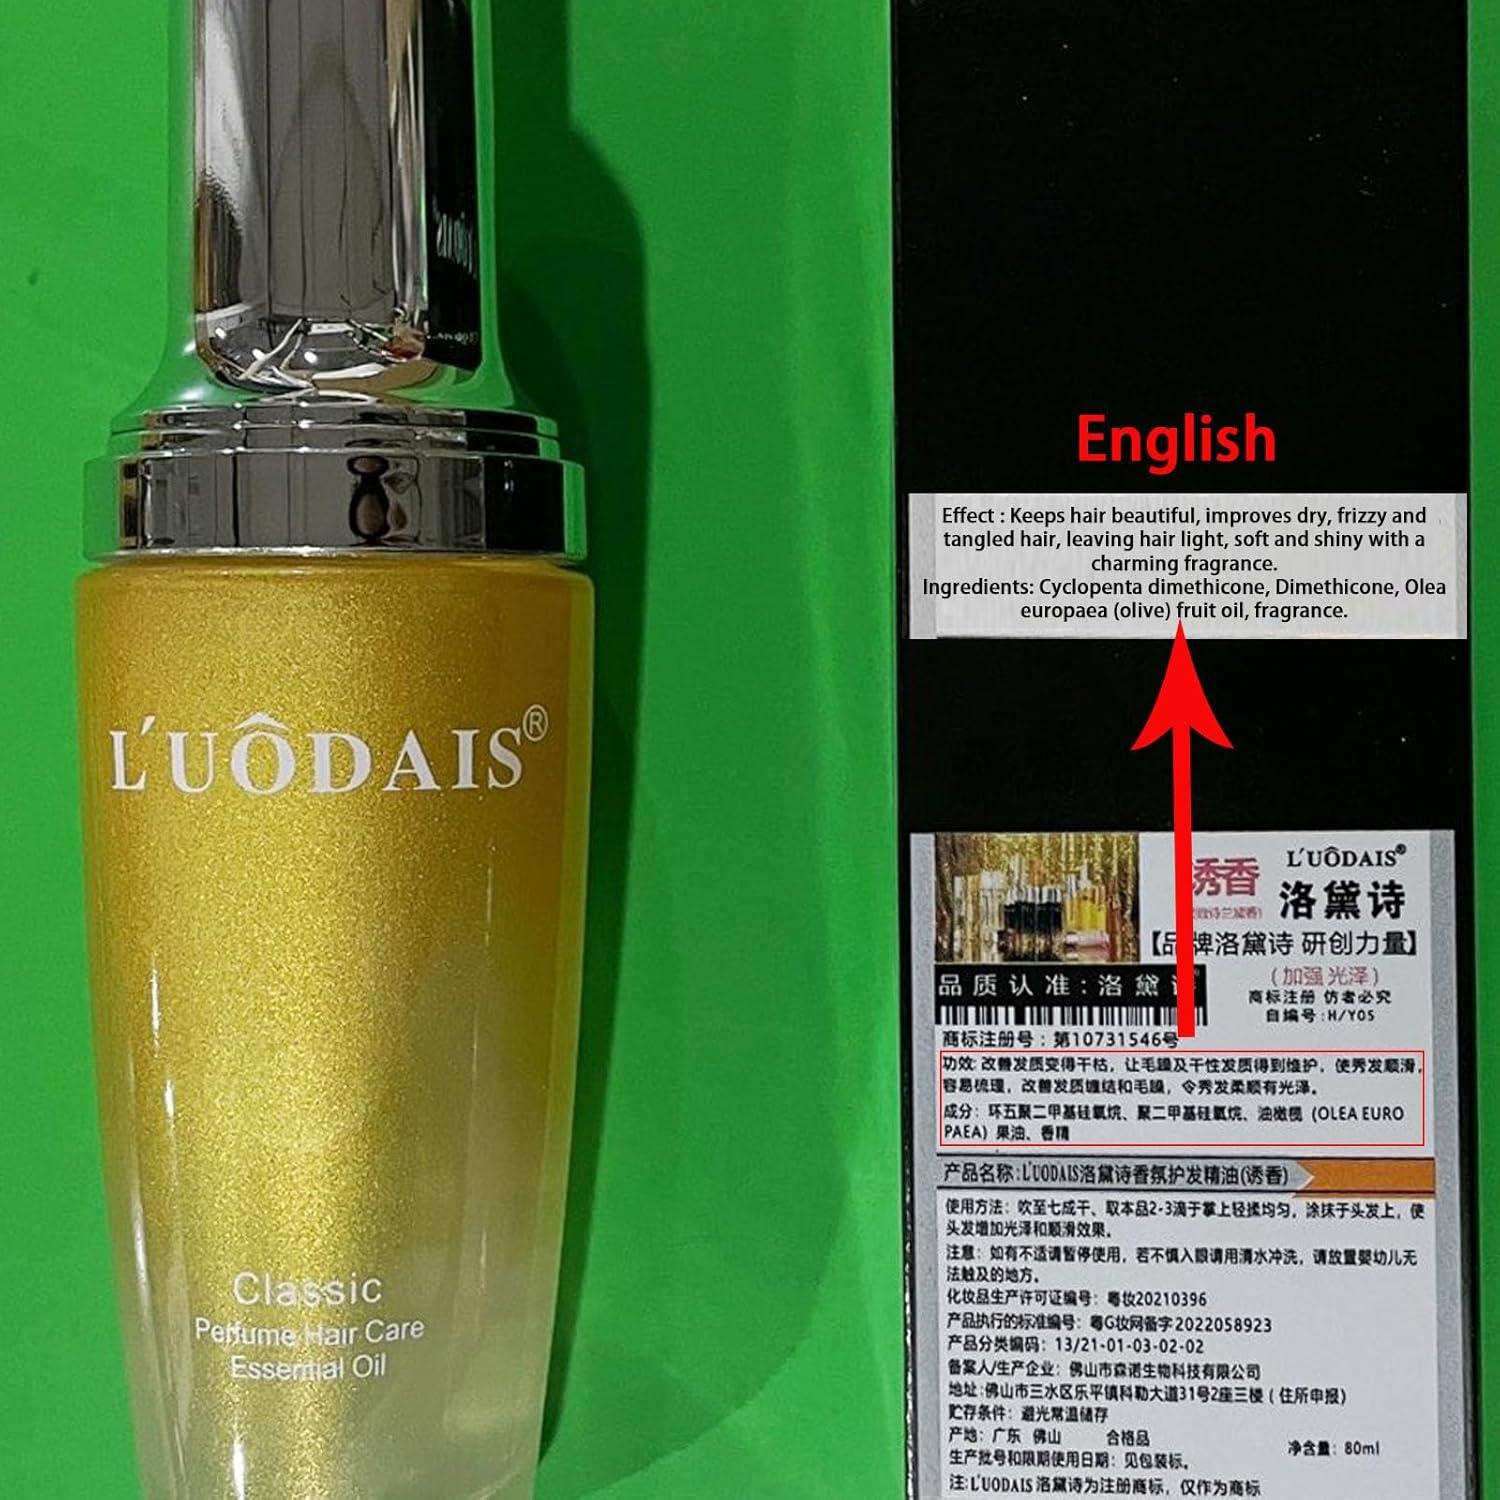 L'UÔDAIS®
Classic
Perfume Hair Care
Essential Oil
English
Effect : Keeps hair beautiful, improves dry, frizzy and
tangled hair, leaving hair light, soft and shiny with a
charming fragrance.
Ingredients: Cyclopenta dimethicone, Dimethicone, Olea
europaea (olive) fruit oil, fragrance.
诱香
L'UÔDAIS®
洛黛诗
【品牌洛黛诗 研创力量】
(加强光泽)
品质认准:洛黛诗
商标注册 仿者必究
自编号:H/Y05
商标注册号:第10731546号
功效: 改善发质变得干枯，让毛躁及干性发质得到维护，使秀发顺滑，
容易梳理，改善发质缠结和毛躁，令秀发柔顺有光泽。
成分：环五聚二甲基硅氧烷、聚二甲基硅氧烷、油橄榄 (OLEA EURO
PAEA) 果油、香精
产品名称:L'UODAIS洛黛诗香氛护发精油(诱香)
使用方法：吹至七成干、取本品2-3滴于掌上轻揉均匀，涂抹于头发上，使
头发增加光泽和顺滑效果。
注意：如有不适请暂停使用，若不慎入眼请用清水冲洗，请放置婴幼儿无
法触及的地方。
化妆品生产许可证编号：粤妆20210396
产品执行的标准编号：粤G妆网备字2022058923
产品分类编码：13/21-01-03-02-02
备案人/生产企业：佛山市森诺生物科技有限公司
地址:佛山市三水区乐平镇科勒大道31号2座三楼 ( 住所申报)
贮存条件：避光常温储存
产地：广东 佛山 合格品
净含量：80ml
生产批号和限期使用日期：见包装标。
注:L'UODAIS 洛黛诗为注册商标，仅作为商标